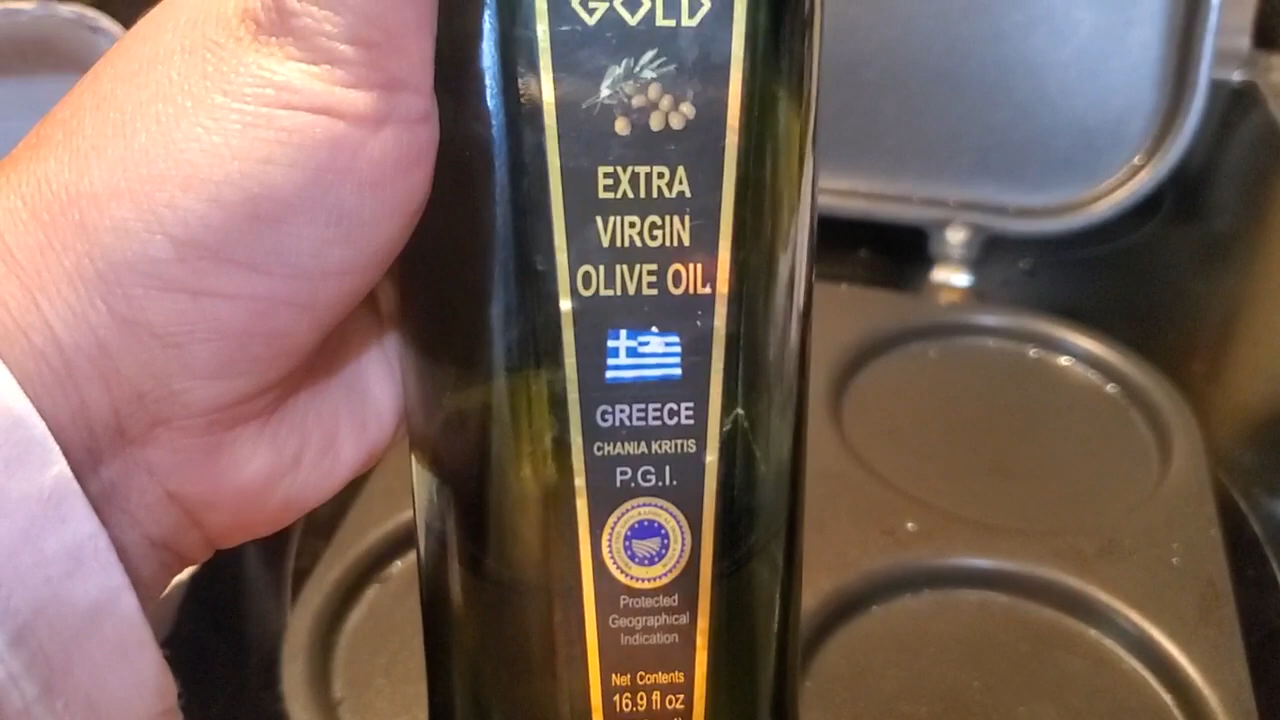 GOLD
EXTRA
VIRGIN
OLIVE OIL
GREECE
CHANIA KRITIS
P.G.I.
Protected
Geographical
Indication
Net Contents
16.9 fl oz